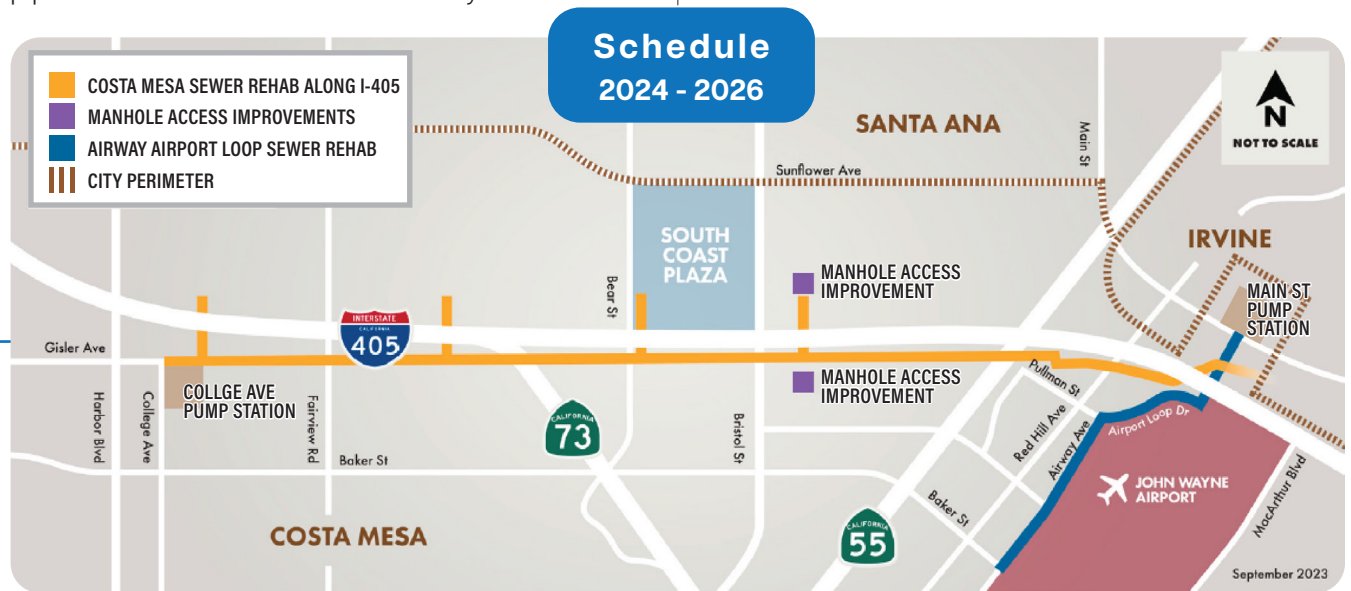 Schedule
2024 - 2026
COSTA MESA SEWER REHAB ALONG I-405
MANHOLE ACCESS IMPROVEMENTS
AIRWAY AIRPORT LOOP SEWER REHAB
CITY PERIMETER
N
NOT TO SCALE
SANTA ANA
Main St
Sunflower Ave
SOUTH
COAST
PLAZA
IRVINE
Bear St
MANHOLE ACCESS
IMPROVEMENT
MAIN ST
PUMP
STATION
INTERSTATE
CALIFORNIA
405
Gisler Ave
COLLGE AVE
PUMP STATION
MANHOLE ACCESS
IMPROVEMENT
Pullman St
Harbor Blvd
College Ave
Fairview Rd
CALIFORNIA
73
Bristol St
Red Hill Ave
Airway Ave
Airport Loop Dr
Baker St
JOHN WAYNE
AIRPORT
MacArthur Blvd
Baker St
COSTA MESA
CALIFORNIA
55
September 2023